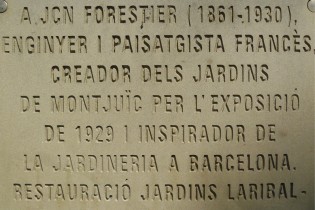 A.JCN FORESTIER (1861-1930),
ENGINYER I PAISATGISTA FRANCÈS,
CREADOR DELS JARDINS
DE MONTJUÏC PER L'EXPOSICIÓ
DE 1929 I INSPIRADOR DE
LA JARDINERIA A BARCELONA.
RESTAURACIÓ JARDINS LARIBAL-